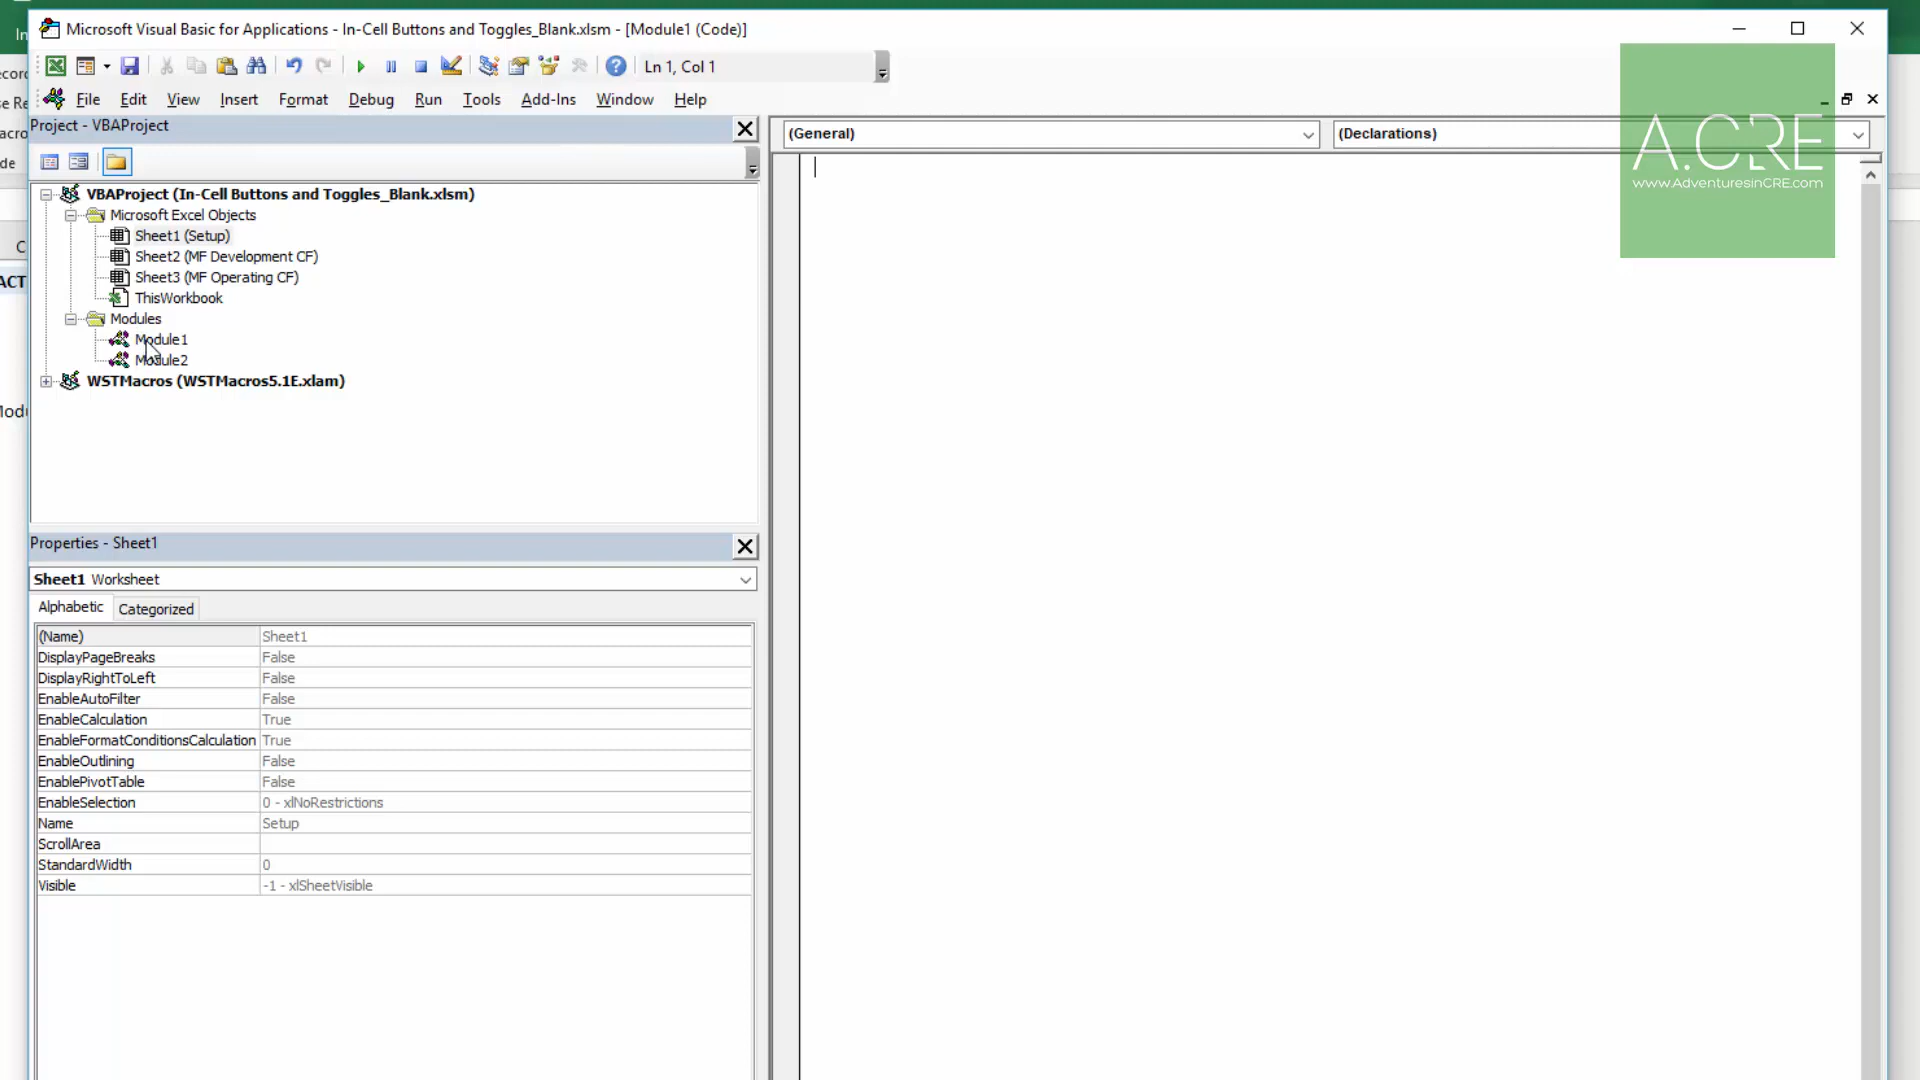 Microsoft Visual Basic for Applications - In-Cell Buttons and Toggles_Blank.xlsm - [Module1 (Code)]
Ln 1, Col 1
File Edit View Insert Format Debug Run Tools Add-Ins Window Help
Project - VBAProject
(General) (Declarations)
A.CRE
www.AdventuresinCRE.com
VBAProject (In-Cell Buttons and Toggles_Blank.xlsm)
Microsoft Excel Objects
Sheet1 (Setup)
Sheet2 (MF Development CF)
Sheet3 (MF Operating CF)
ThisWorkbook
Modules
Module1
Module2
WSTMacros (WSTMacros5.1E.xlam)
Properties - Sheet1
Sheet1 Worksheet
Alphabetic Categorized
(Name) Sheet1
DisplayPageBreaks False
DisplayRightToLeft False
EnableAutoFilter False
EnableCalculation True
EnableFormatConditionsCalculation True
EnableOutlining False
EnablePivotTable False
EnableSelection 0 - xlNoRestrictions
Name Setup
ScrollArea
StandardWidth 0
Visible -1 - xlSheetVisible